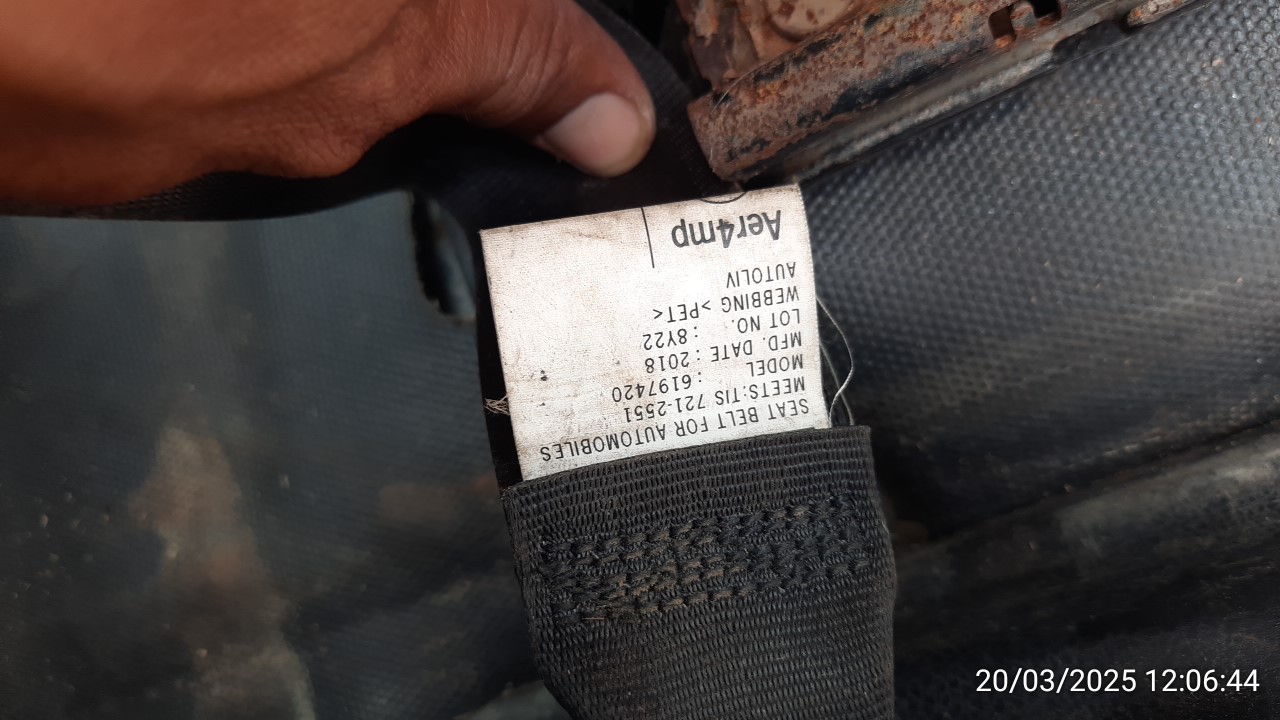 SEAT BELT FOR AUTOMOBILES
MEETS:TIS 721-2551
MODEL : 6197420
MFD. DATE : 2018
LOT NO. : 8Y22
WEBBING >PET<
AUTOLIV
Aer4mp
20/03/2025 12:06:44